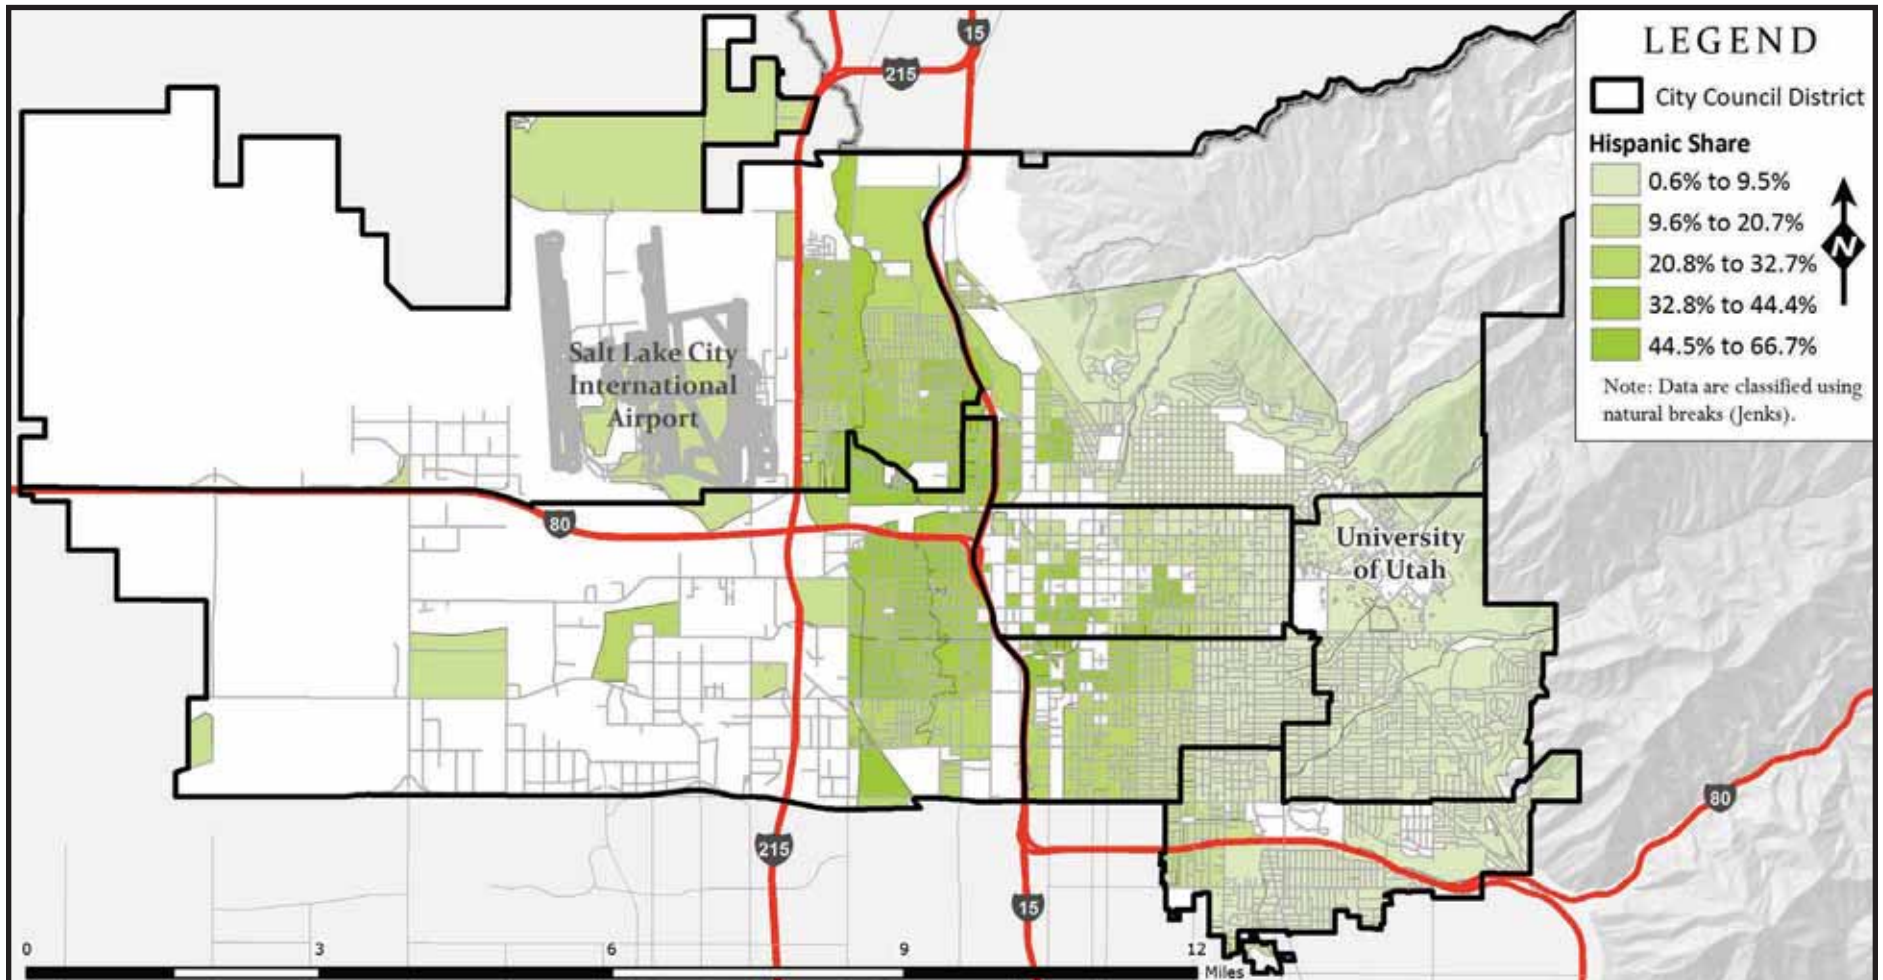 LEGEND
City Council District
Hispanic Share
0.6% to 9.5%
9.6% to 20.7%
20.8% to 32.7%
32.8% to 44.4%
44.5% to 66.7%
N
Note: Data are classified using
natural breaks (Jenks).
15
215
Salt Lake City
International
Airport
80
University
of Utah
80
215
15
0 3 6 9 12
Miles